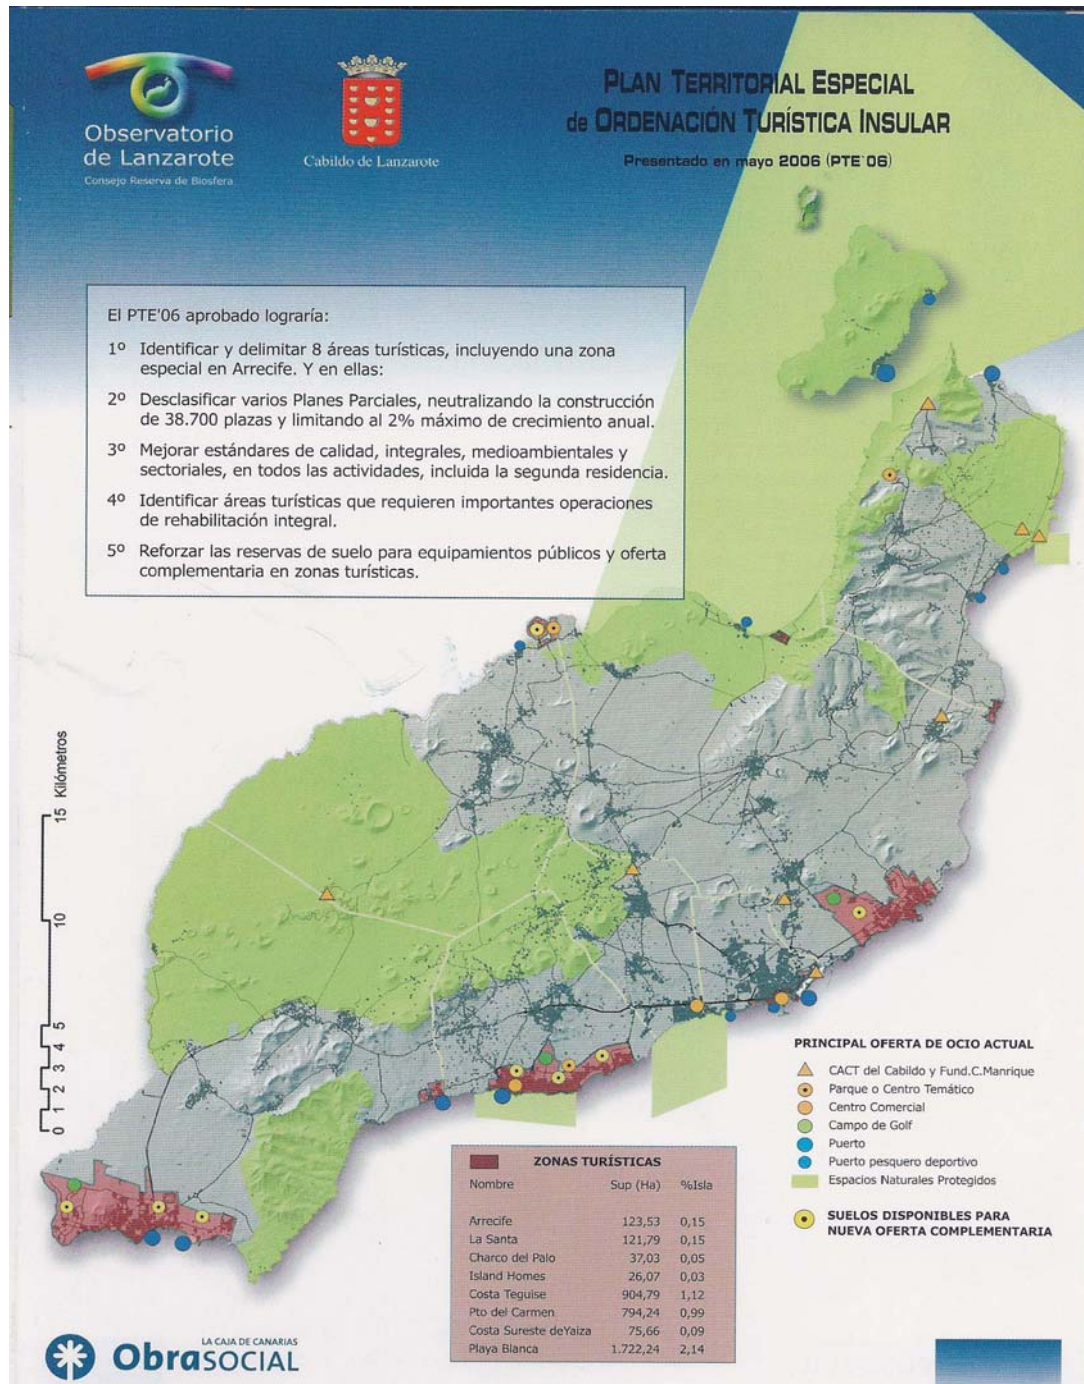 Observatorio
de Lanzarote
Consejo Reserva de Biosfera
Cabildo de Lanzarote
PLAN TERRITORIAL ESPECIAL
de ORDENACIÓN TURÍSTICA INSULAR
Presentado en mayo 2006 (PTE`06)
El PTE'06 aprobado lograría:
1º Identificar y delimitar 8 áreas turísticas, incluyendo una zona
especial en Arrecife. Y en ellas:
2º Desclasificar varios Planes Parciales, neutralizando la construcción
de 38.700 plazas y limitando al 2% máximo de crecimiento anual.
3º Mejorar estándares de calidad, integrales, medioambientales y
sectoriales, en todos las actividades, incluida la segunda residencia.
4º Identificar áreas turísticas que requieren importantes operaciones
de rehabilitación integral.
5º Reforzar las reservas de suelo para equipamientos públicos y oferta
complementaria en zonas turísticas.
Kilómetros
15
10
5
4
3
2
1
0
PRINCIPAL OFERTA DE OCIO ACTUAL
CACT del Cabildo y Fund.C.Manrique
Parque o Centro Temático
Centro Comercial
Campo de Golf
Puerto
Puerto pesquero deportivo
Espacios Naturales Protegidos
SUELOS DISPONIBLES PARA
NUEVA OFERTA COMPLEMENTARIA
ZONAS TURÍSTICAS
Nombre Sup (Ha) %Isla
Arrecife 123,53 0,15
La Santa 121,79 0,15
Charco del Palo 37,03 0,05
Island Homes 26,07 0,03
Costa Teguise 904,79 1,12
Pto del Carmen 794,24 0,99
Costa Sureste deYaiza 75,66 0,09
Playa Blanca 1.722,24 2,14
LA CAJA DE CANARIAS
ObraSOCIAL